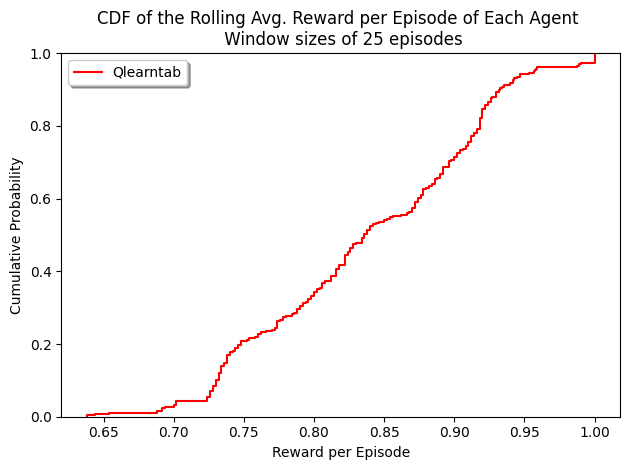 CDF of the Rolling Avg. Reward per Episode of Each Agent
Window sizes of 25 episodes
Qlearntab
1.0
0.8
0.6
0.4
0.2
0.0
Cumulative Probability
0.65 0.70 0.75 0.80 0.85 0.90 0.95 1.00
Reward per Episode